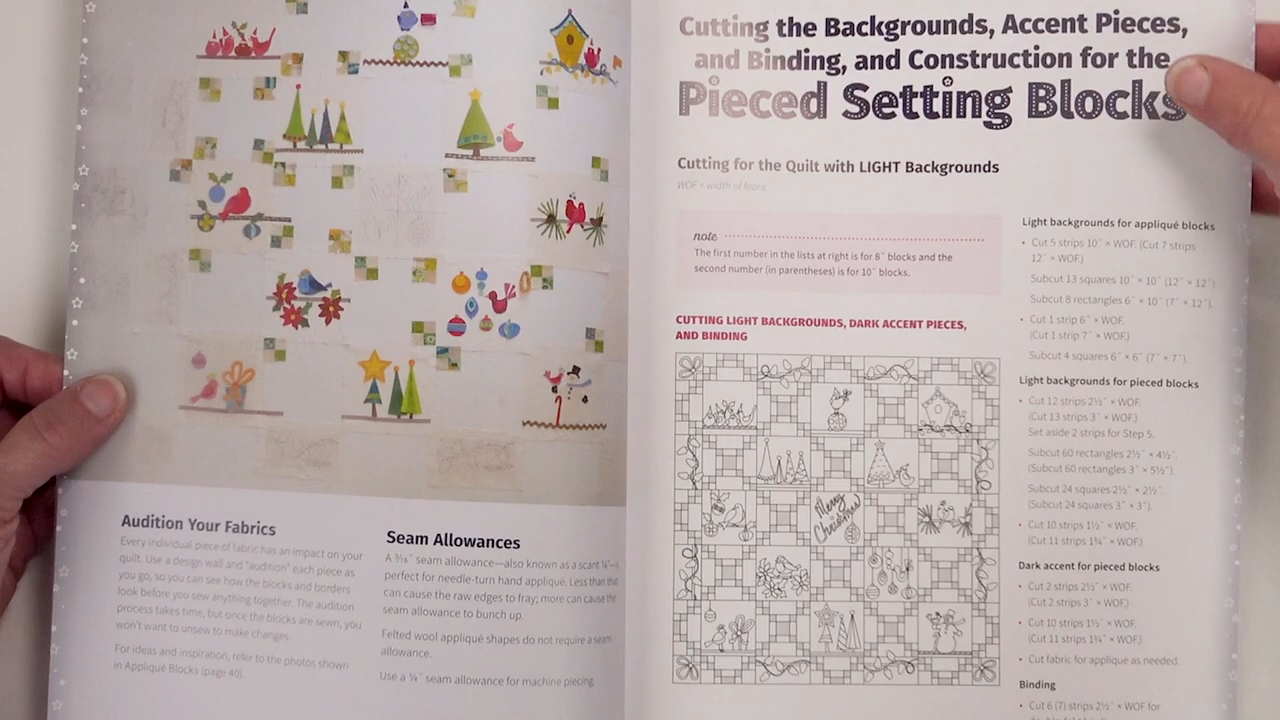 Audition Your Fabrics
Every individual piece of fabric has an impact on your
quilt. Use a design wall and "audition" each piece as
you go, so you can see how the blocks and borders
look before you sew anything together. The audition
process takes time, but once the blocks are sewn, you
won't want to unsew to make changes.
For ideas and inspiration, refer to the photos shown
in Appliqué Blocks (page 40).
Seam Allowances
A 3⁄16˝ seam allowance—also known as a scant ¼˝—is
perfect for needle-turn hand appliqué. Less than that
can cause the raw edges to fray; more can cause the
seam allowance to bunch up.
Felted wool appliqué shapes do not require a seam
allowance.
Use a ¼˝ seam allowance for machine piecing.
Cutting the Backgrounds, Accent Pieces,
and Binding, and Construction for the
Pieced Setting Blocks
Cutting for the Quilt with LIGHT Backgrounds
WOF = width of fabric
note
The first number in the lists at right is for 8˝ blocks and the
second number (in parentheses) is for 10˝ blocks.
CUTTING LIGHT BACKGROUNDS, DARK ACCENT PIECES,
AND BINDING
Merry
Christmas
Light backgrounds for appliqué blocks
• Cut 5 strips 10˝ × WOF. (Cut 7 strips
12˝ × WOF.)
Subcut 13 squares 10˝ × 10˝ (12˝ × 12˝).
Subcut 8 rectangles 6˝ × 10˝ (7˝ × 12˝).
• Cut 1 strip 6˝ × WOF.
(Cut 1 strip 7˝ × WOF.)
Subcut 4 squares 6˝ × 6˝ (7˝ × 7˝).
Light backgrounds for pieced blocks
• Cut 12 strips 2½˝ × WOF.
(Cut 13 strips 3˝ × WOF.)
Set aside 2 strips for Step 5.
Subcut 60 rectangles 2½˝ × 4½˝.
(Subcut 60 rectangles 3˝ × 5½˝).
Subcut 24 squares 2½˝ × 2½˝.
(Subcut 24 squares 3˝ × 3˝).
• Cut 10 strips 1½˝ × WOF.
(Cut 11 strips 1¾˝ × WOF.)
Dark accent for pieced blocks
• Cut 2 strips 2½˝ × WOF.
(Cut 2 strips 3˝ × WOF.)
• Cut 10 strips 1½˝ × WOF.
(Cut 11 strips 1¾˝ × WOF.)
• Cut fabric for appliqué as needed.
Binding
• Cut 6 (7) strips 2½˝ × WOF for